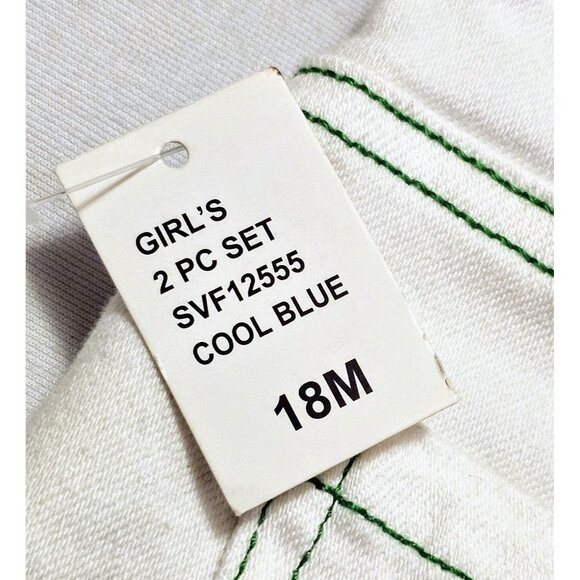 GIRL'S
2 PC SET
SVF12555
COOL BLUE
18M